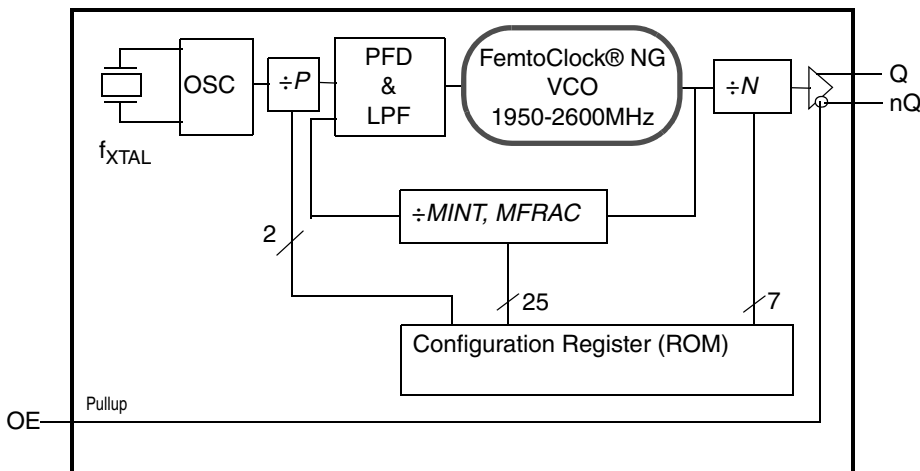 OSC
÷P
PFD
&
LPF
FemtoClock® NG
VCO
1950-2600MHz
÷N
Q
nQ
fXTAL
÷MINT, MFRAC
2
25
7
Configuration Register (ROM)
Pullup
OE